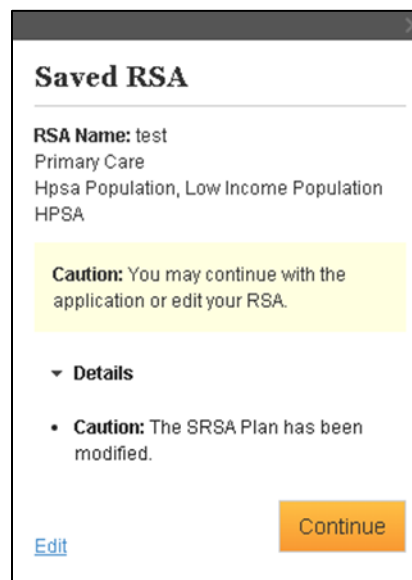 Saved RSA
RSA Name: test
Primary Care
Hpsa Population, Low Income Population
HPSA
Caution: You may continue with the
application or edit your RSA.
Details
• Caution: The SRSA Plan has been
modified.
Continue
Edit